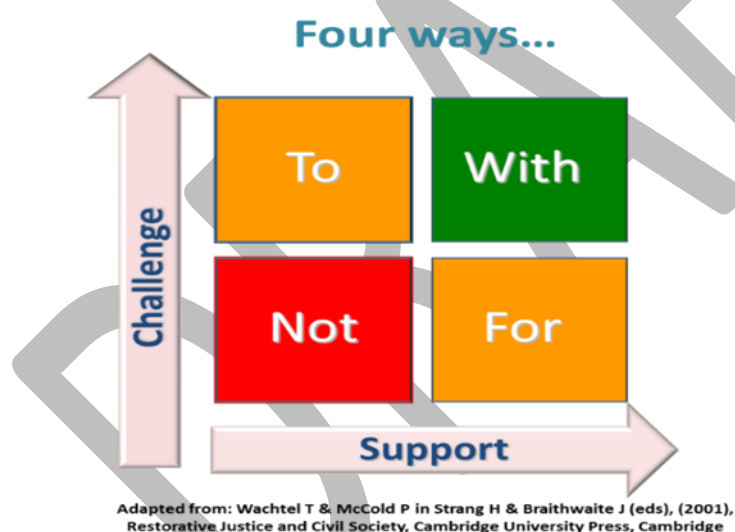 Four ways...
To
With
Challenge
Not
For
Support
Adapted from: Wachtel T & McCold P in Strang H & Braithwaite J (eds), (2001),
Restorative Justice and Civil Society, Cambridge University Press, Cambridge